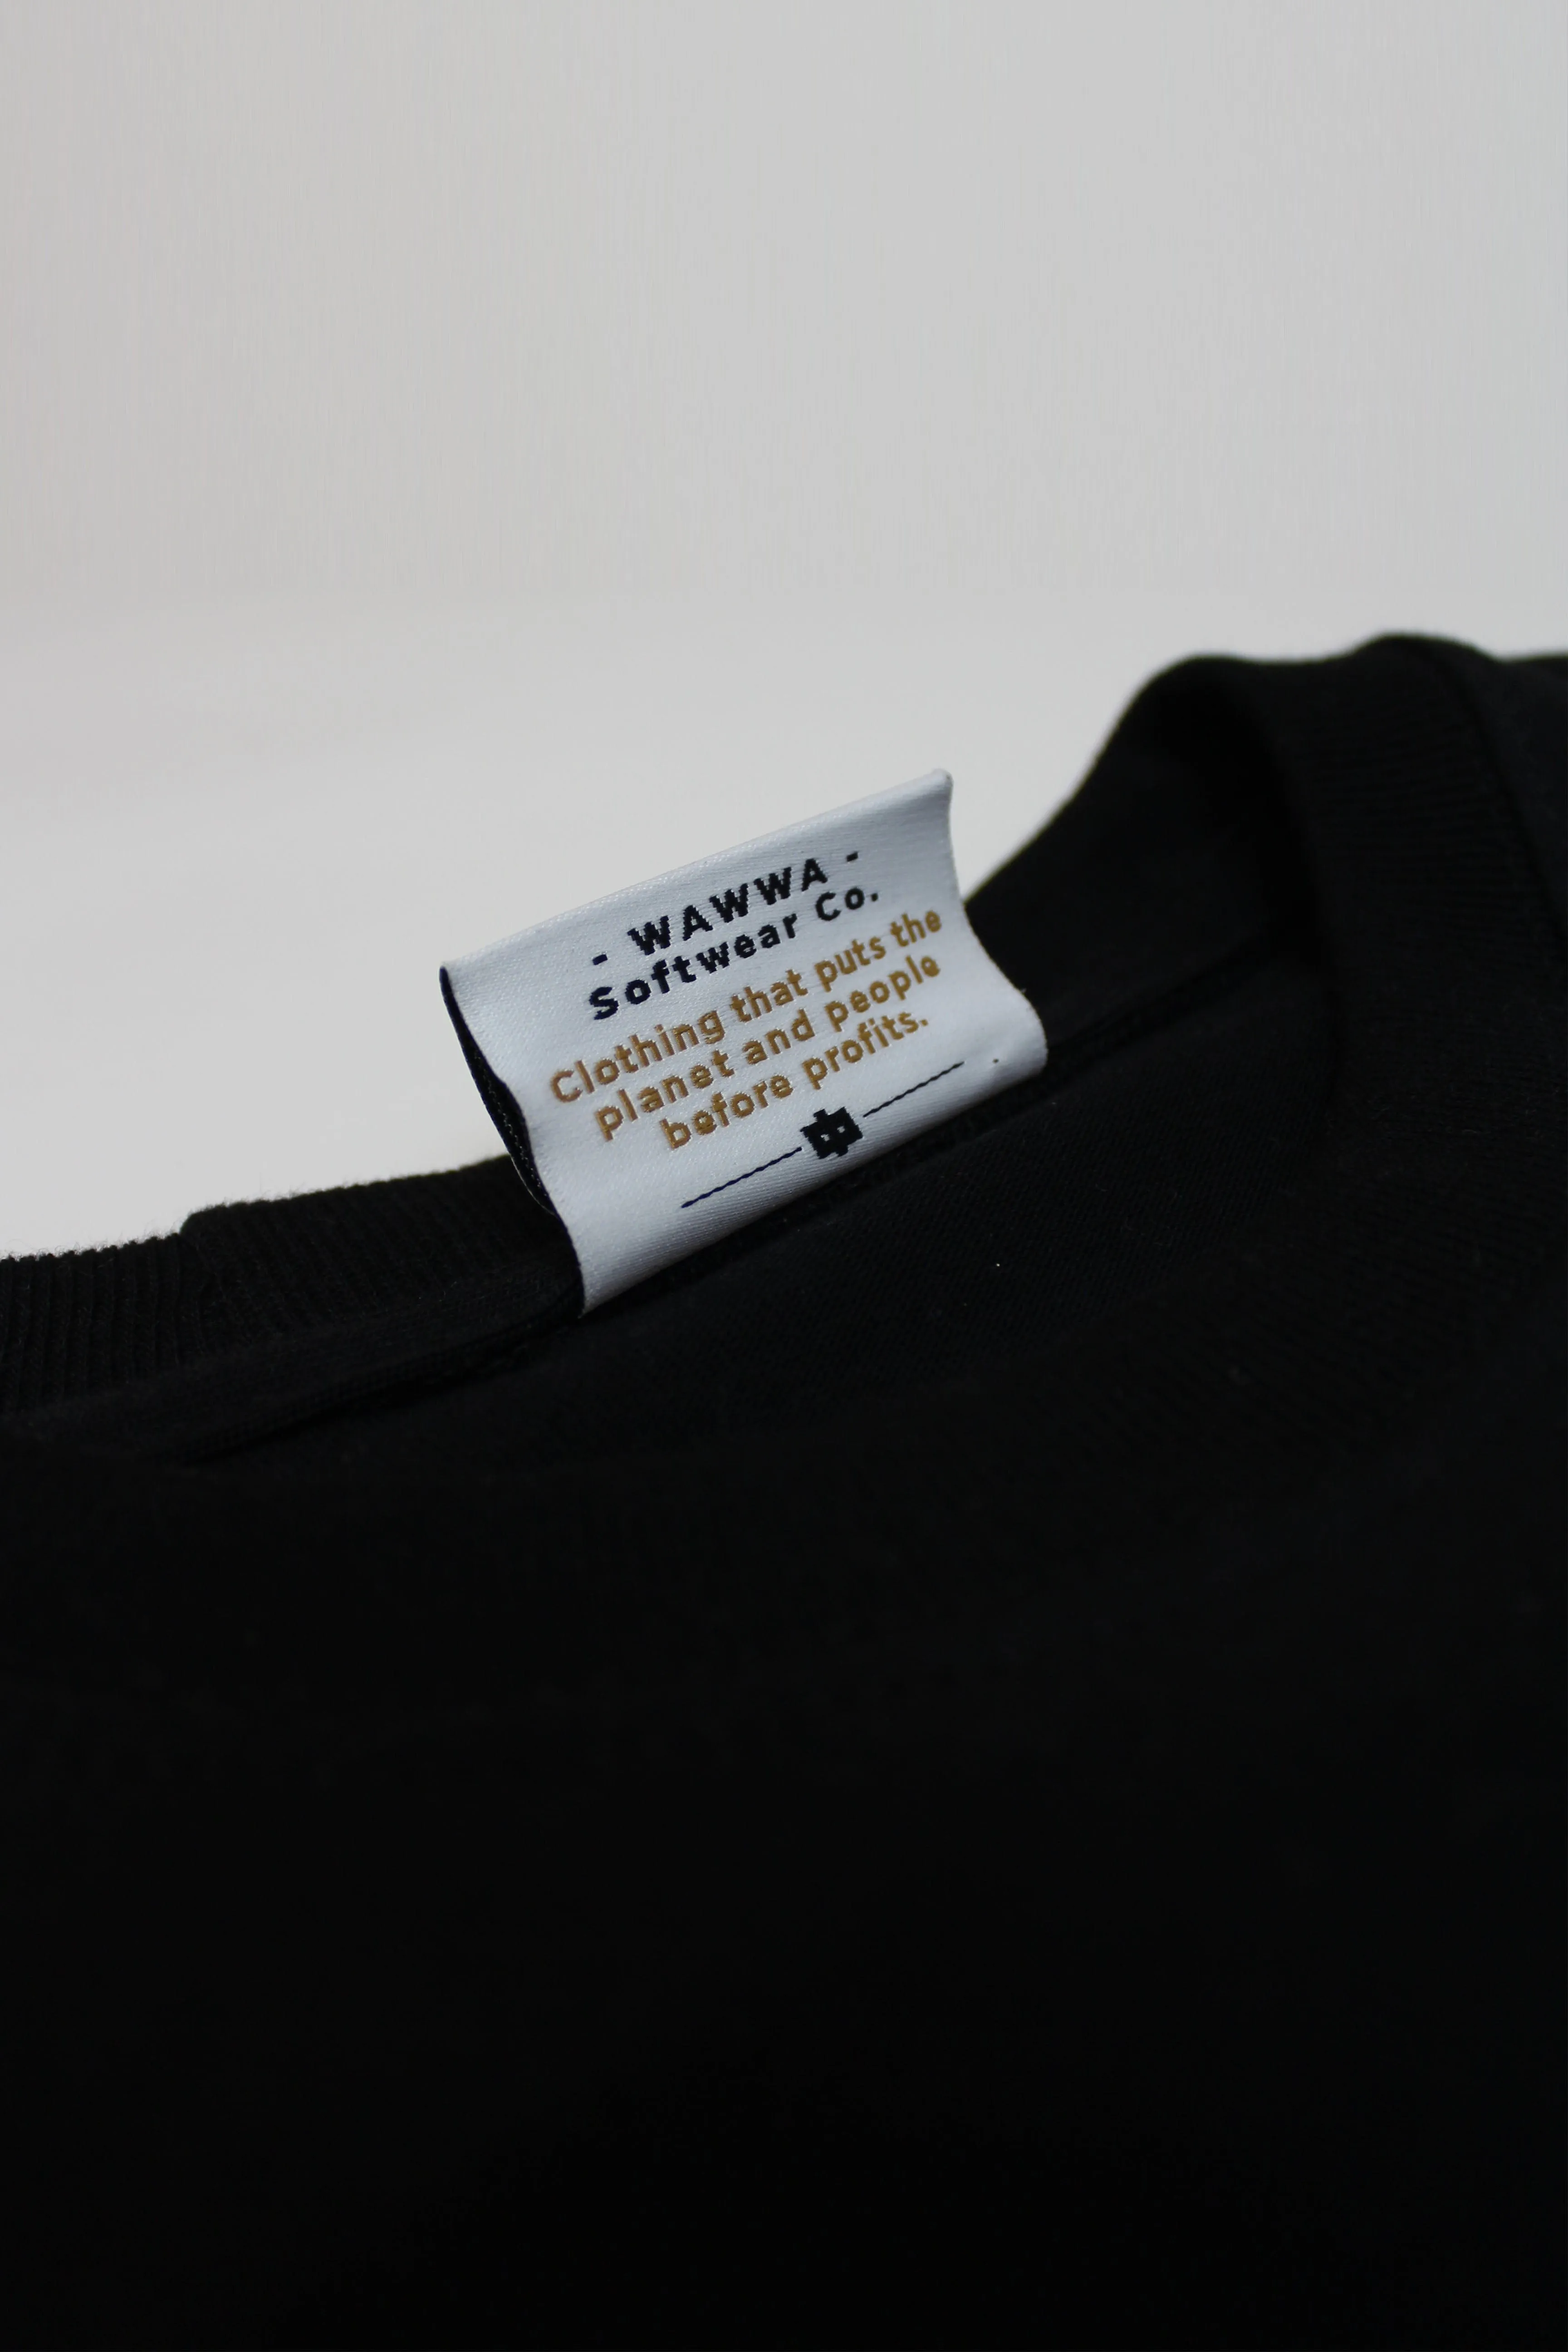 - WAWWA -
Softwear Co.
Clothing that puts the
planet and people
before profits.